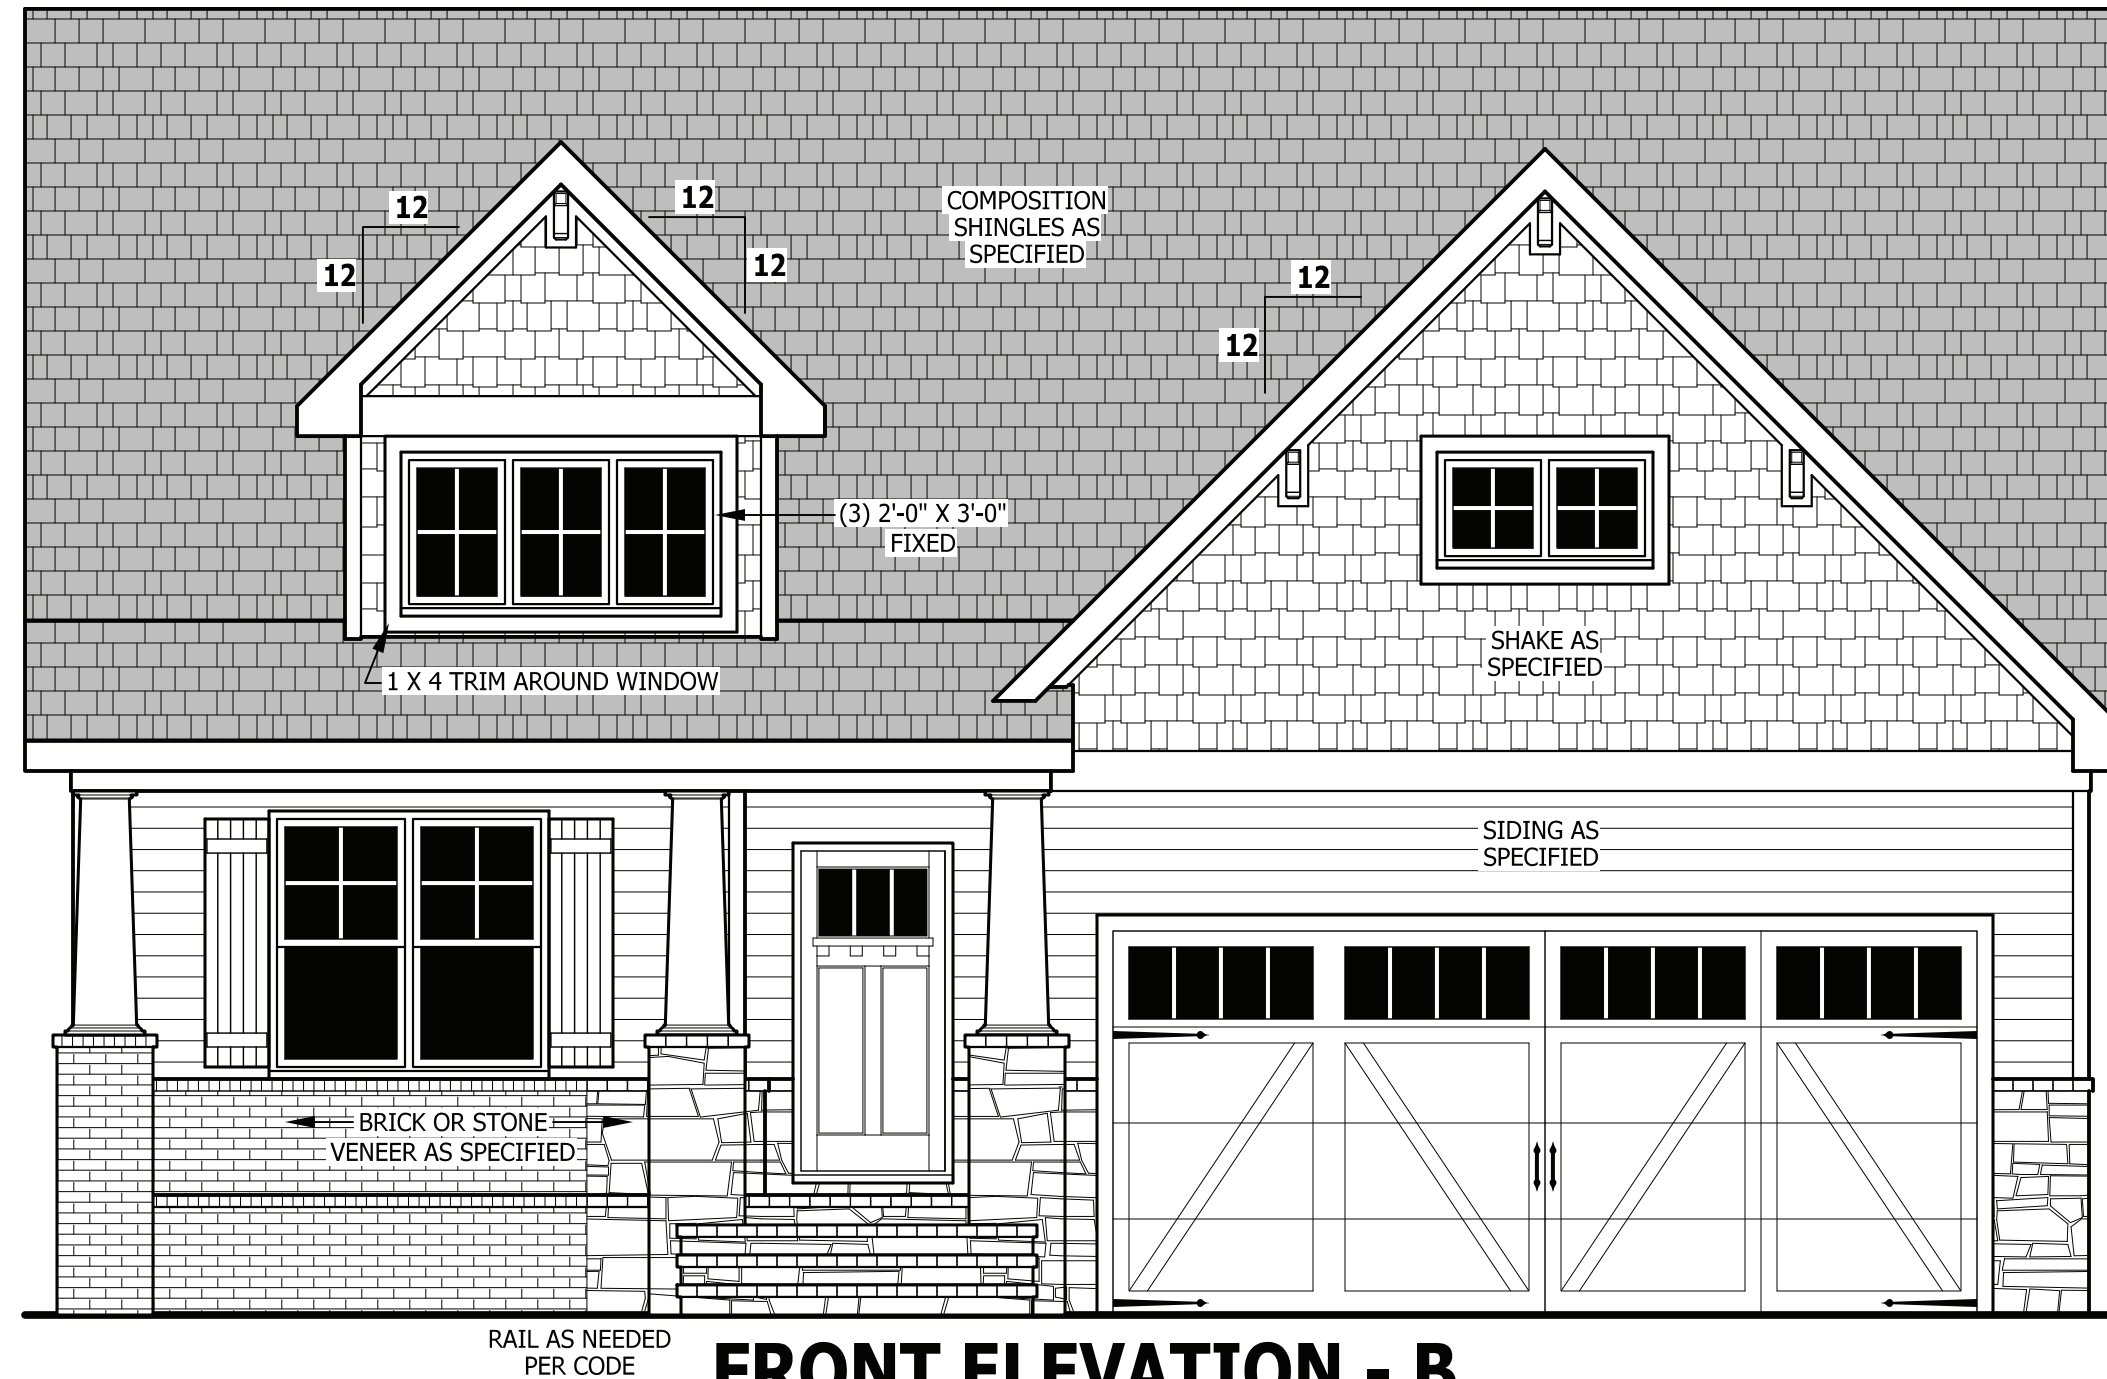 12
12
12
12
COMPOSITION
SHINGLES AS
SPECIFIED
12
12
(3) 2'-0" X 3'-0"
FIXED
1 X 4 TRIM AROUND WINDOW
SHAKE AS
SPECIFIED
SIDING AS
SPECIFIED
BRICK OR STONE
VENEER AS SPECIFIED
RAIL AS NEEDED
PER CODE
FRONT ELEVATION - B